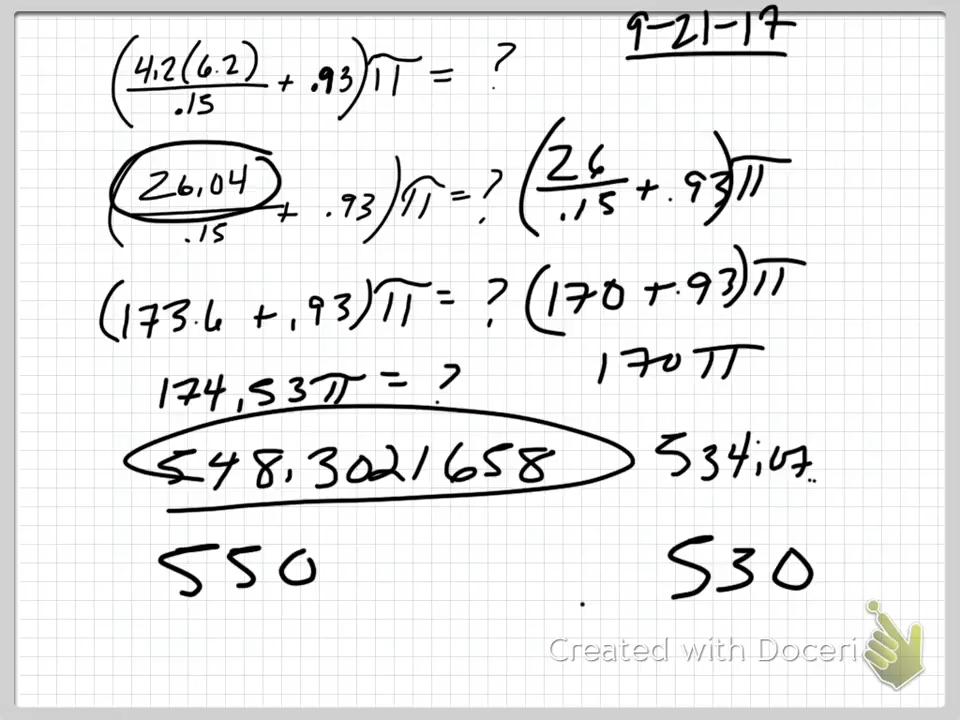 9-21-17
(4.2(6.2)/.15 + .93)π = ?
(26.04/.15 + .93)π = ? (26/.15 + .93)π
(173.6 + .93)π = ? (170 + .93)π
174.53π = ? 170π
548.3021658 534.07..
550 530
Created with Doceri